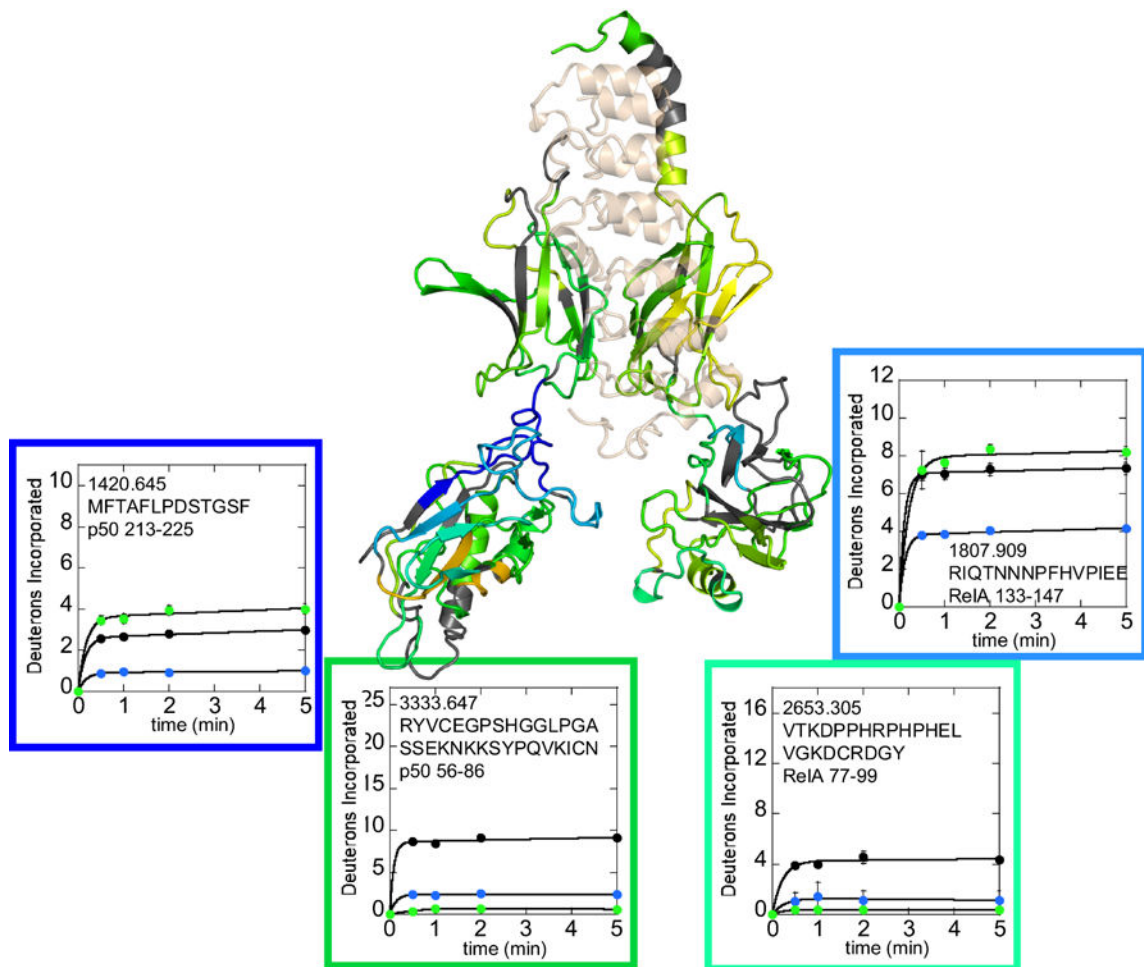 12
10
8
6
4
2
0
Deuterons Incorporated
1807.909
RIQTNNNPFHVPIEE
RelA 133-147
0 1 2 3 4 5
time (min)
10
8
6
4
2
0
Deuterons Incorporated
1420.645
MFTAFLPDSTGSF
p50 213-225
0 1 2 3 4 5
time (min)
25
20
15
10
5
0
Deuterons Incorporated
3333.647
RYVCEGPSHGGLPGA
SSEKNKKSYPQVKICN
p50 56-86
0 1 2 3 4 5
time (min)
16
12
8
4
0
Deuterons Incorporated
2653.305
VTKDPPHRPHPHEL
VGKDCRDGY
RelA 77-99
0 1 2 3 4 5
time (min)